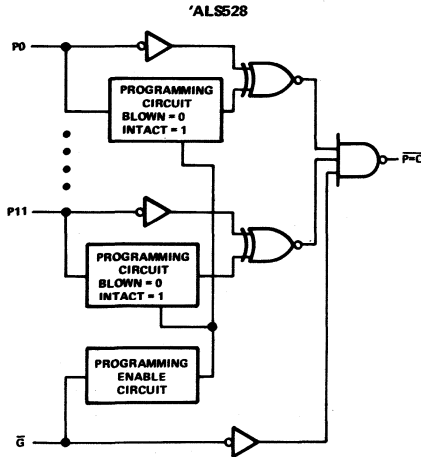 'ALS528
P0
PROGRAMMING
CIRCUIT
BLOWN = 0
INTACT = 1
P11
PROGRAMMING
CIRCUIT
BLOWN = 0
INTACT = 1
P=Q
PROGRAMMING
ENABLE
CIRCUIT
G